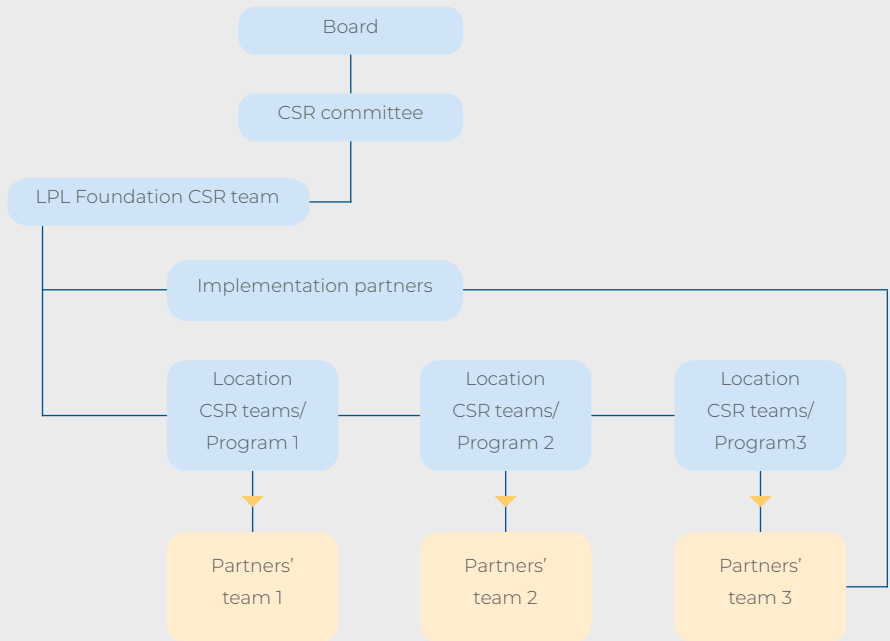 Board
CSR committee
LPL Foundation CSR team
Implementation partners
Location
CSR teams/
Program 1
Location
CSR teams/
Program 2
Location
CSR teams/
Program3
Partners’
team 1
Partners’
team 2
Partners’
team 3